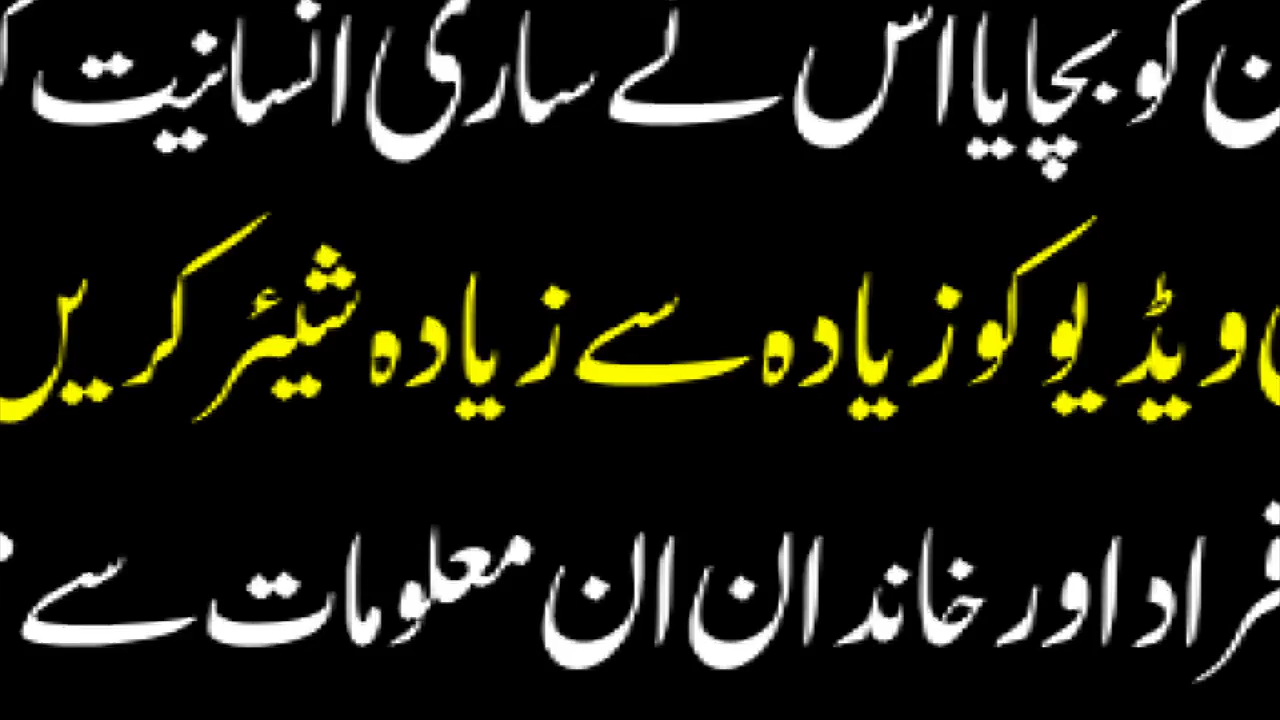 کو بچایا اس نے ساری انسانیت
ویڈیو کو زیادہ سے زیادہ شیئر کریں
فراد اور خاندان ان معلومات سے